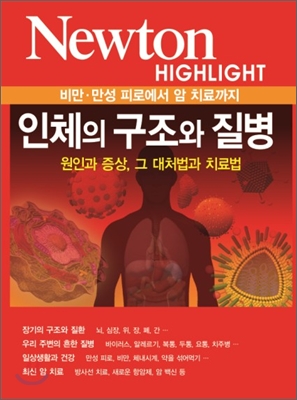 Newton
HIGHLIGHT
비만·만성 피로에서 암 치료까지
인체의 구조와 질병
원인과 증상, 그 대처법과 치료법
장기의 구조와 질환 뇌, 심장, 위, 장, 폐, 간 …
우리 주변의 흔한 질병 바이러스, 알레르기, 복통, 두통, 요통, 치주병 …
일상생활과 건강 만성 피로, 비만, 체내시계, 약을 섞어먹기 …
최신 암 치료 방사선 치료, 새로운 항암제, 암 백신 등